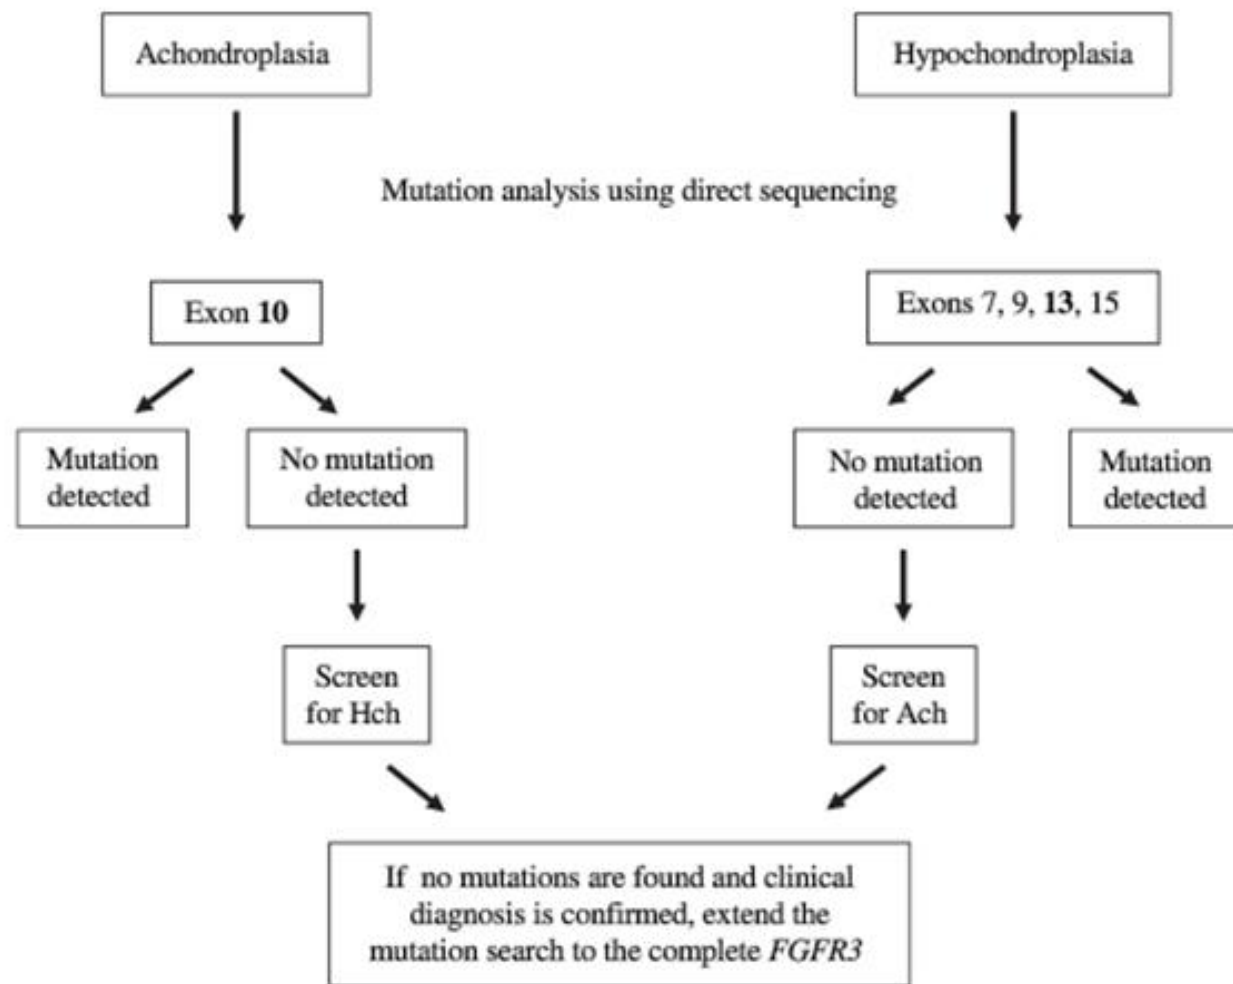 Achondroplasia
Hypochondroplasia
Mutation analysis using direct sequencing
Exon 10
Exons 7, 9, 13, 15
Mutation
detected
No mutation
detected
No mutation
detected
Mutation
detected
Screen
for Hch
Screen
for Ach
If no mutations are found and clinical
diagnosis is confirmed, extend the
mutation search to the complete FGFR3